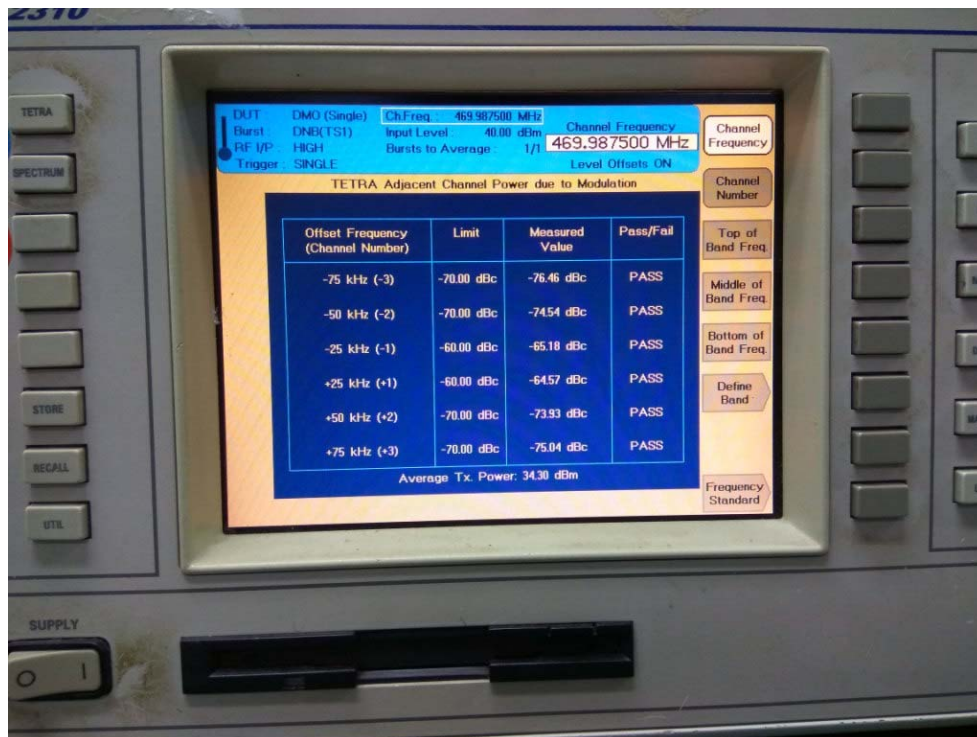 2310
TETRA
SPECTRUM
STORE
RECALL
UTIL
SUPPLY
DUT : DMO (Single) Ch.Freq. : 469.987500 MHz
Burst : DNB(TS1) Input Level : 40.00 dBm Channel Frequency
RF I/P : HIGH Bursts to Average : 1/1 469.987500 MHz
Trigger : SINGLE Level Offsets ON
TETRA Adjacent Channel Power due to Modulation
Offset Frequency (Channel Number) Limit Measured Value Pass/Fail
-75 kHz (-3) -70.00 dBc -76.46 dBc PASS
-50 kHz (-2) -70.00 dBc -74.54 dBc PASS
-25 kHz (-1) -60.00 dBc -65.18 dBc PASS
+25 kHz (+1) -60.00 dBc -64.57 dBc PASS
+50 kHz (+2) -70.00 dBc -73.93 dBc PASS
+75 kHz (+3) -70.00 dBc -75.04 dBc PASS
Average Tx. Power: 34.30 dBm
Channel
Frequency
Channel
Number
Top of
Band Freq.
Middle of
Band Freq.
Bottom of
Band Freq.
Define
Band
Frequency
Standard